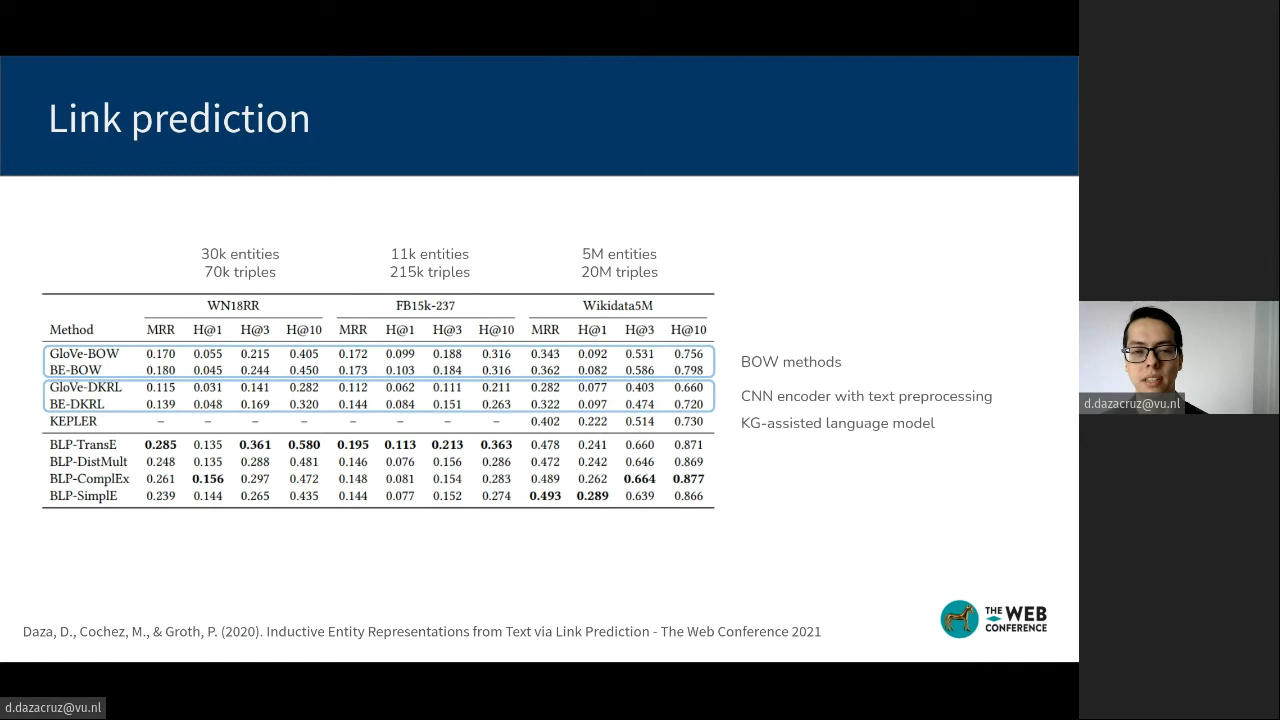 Link prediction
30k entities 11k entities 5M entities
70k triples 215k triples 20M triples
WN18RR FB15k-237 Wikidata5M
Method MRR H@1 H@3 H@10 MRR H@1 H@3 H@10 MRR H@1 H@3 H@10
GloVe-BOW 0.170 0.055 0.215 0.405 0.172 0.099 0.188 0.316 0.343 0.092 0.531 0.756
BE-BOW 0.180 0.045 0.244 0.450 0.173 0.103 0.184 0.316 0.362 0.082 0.586 0.798
BOW methods
GloVe-DKRL 0.115 0.031 0.141 0.282 0.112 0.062 0.111 0.211 0.282 0.077 0.403 0.660
BE-DKRL 0.139 0.048 0.169 0.320 0.144 0.084 0.151 0.263 0.322 0.097 0.474 0.720
CNN encoder with text preprocessing
KEPLER – – – – – – – – 0.402 0.222 0.514 0.730
KG-assisted language model
BLP-TransE 0.285 0.135 0.361 0.580 0.195 0.113 0.213 0.363 0.478 0.241 0.660 0.871
BLP-DistMult 0.248 0.135 0.288 0.481 0.146 0.076 0.156 0.286 0.472 0.242 0.646 0.869
BLP-ComplEx 0.261 0.156 0.297 0.472 0.148 0.081 0.154 0.283 0.489 0.262 0.664 0.877
BLP-SimplE 0.239 0.144 0.265 0.435 0.144 0.077 0.152 0.274 0.493 0.289 0.639 0.866
Daza, D., Cochez, M., & Groth, P. (2020). Inductive Entity Representations from Text via Link Prediction - The Web Conference 2021
THE WEB
CONFERENCE
d.dazacruz@vu.nl
d.dazacruz@vu.nl